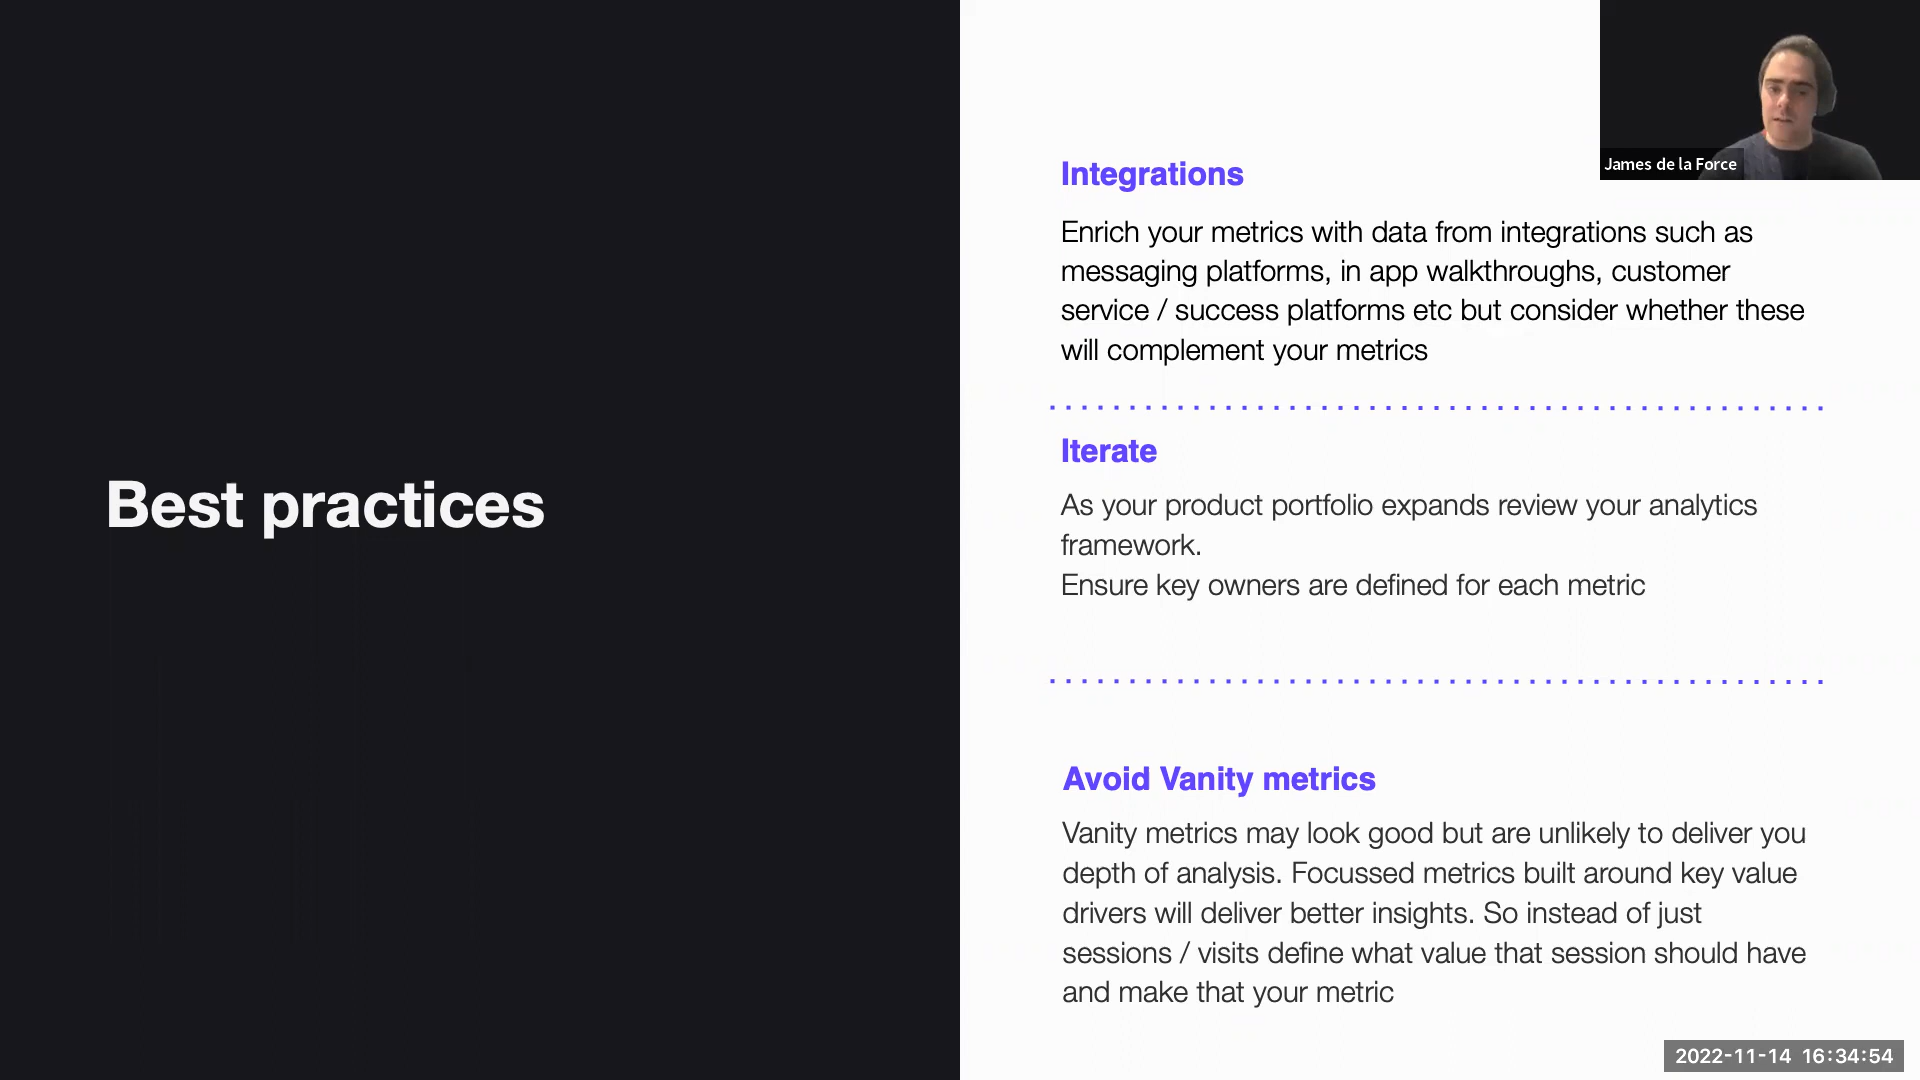 James de la Force
Best practices
Integrations
Enrich your metrics with data from integrations such as
messaging platforms, in app walkthroughs, customer
service / success platforms etc but consider whether these
will complement your metrics
Iterate
As your product portfolio expands review your analytics
framework.
Ensure key owners are defined for each metric
Avoid Vanity metrics
Vanity metrics may look good but are unlikely to deliver you
depth of analysis. Focussed metrics built around key value
drivers will deliver better insights. So instead of just
sessions / visits define what value that session should have
and make that your metric
2022-11-14 16:34:54